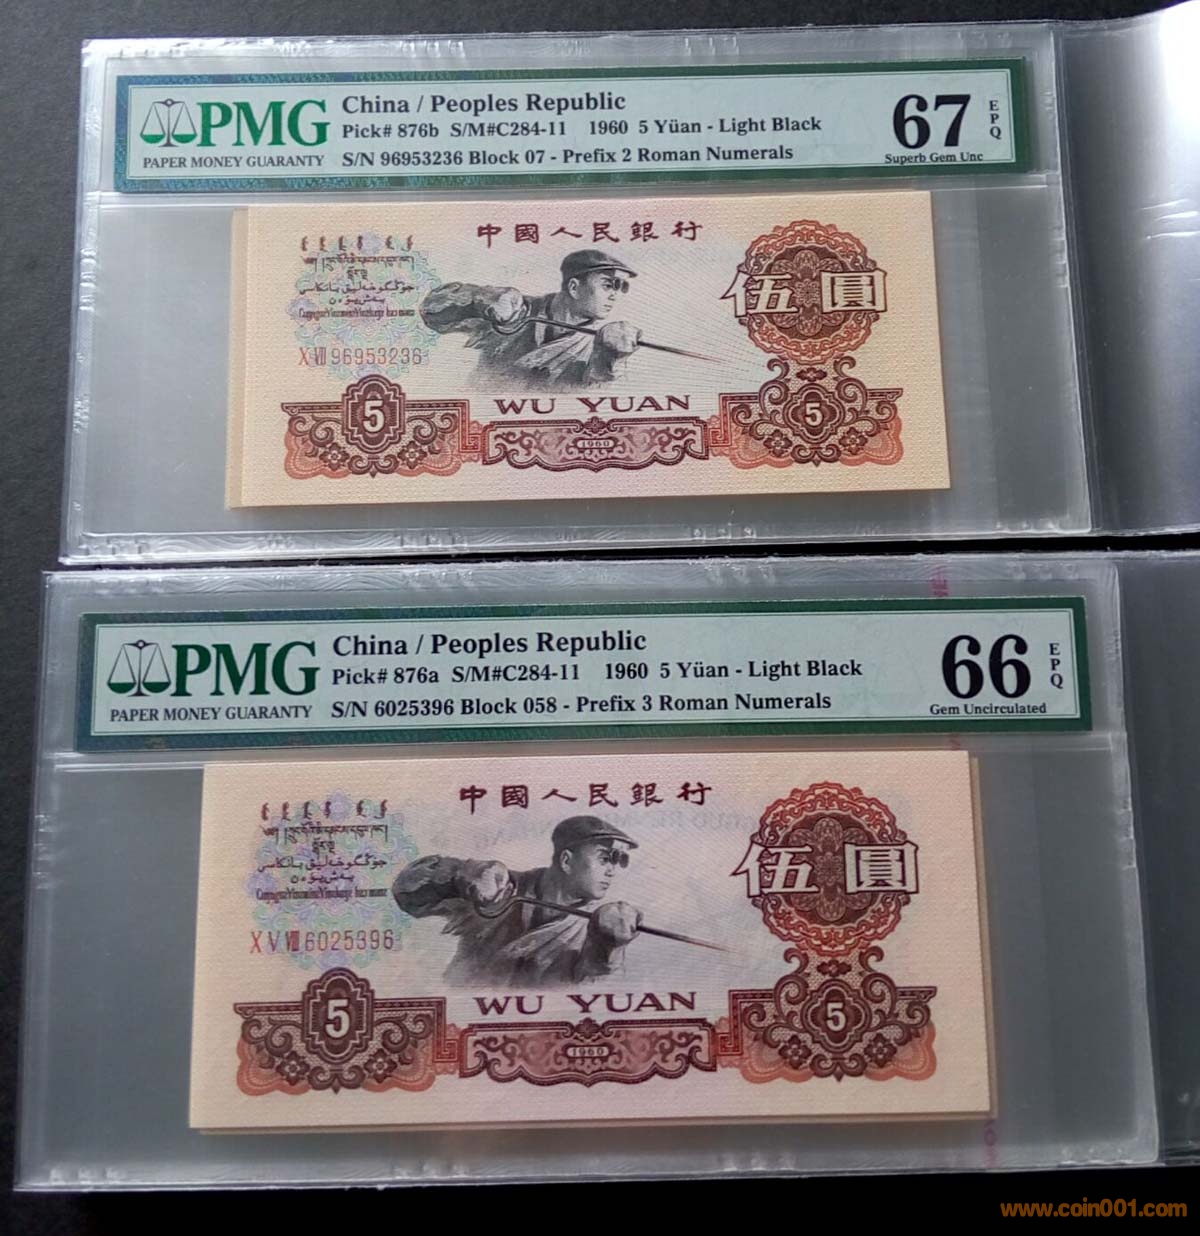 PMG
PAPER MONEY GUARANTY
China / Peoples Republic
Pick# 876b S/M#C284-11 1960 5 Yüan - Light Black
S/N 96953236 Block 07 - Prefix 2 Roman Numerals
67
EPQ
Superb Gem Unc
中國人民銀行
伍圓
X VIII 96953236
5
WU YUAN
1960
5
PMG
PAPER MONEY GUARANTY
China / Peoples Republic
Pick# 876a S/M#C284-11 1960 5 Yüan - Light Black
S/N 6025396 Block 058 - Prefix 3 Roman Numerals
66
EPQ
Gem Uncirculated
中國人民銀行
伍圓
X V VIII 6025396
5
WU YUAN
1960
5
www.coin001.com